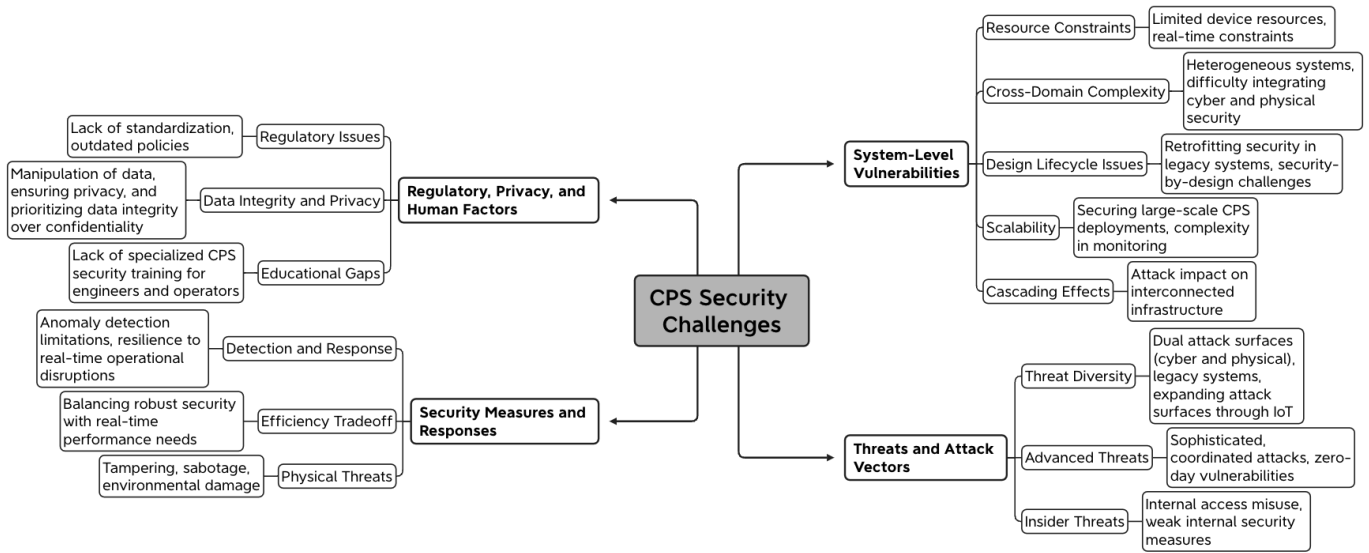 CPS Security
Challenges
System-Level
Vulnerabilities
Resource Constraints
Limited device resources,
real-time constraints
Cross-Domain Complexity
Heterogeneous systems,
difficulty integrating
cyber and physical
security
Design Lifecycle Issues
Retrofitting security in
legacy systems, security-
by-design challenges
Scalability
Securing large-scale CPS
deployments, complexity
in monitoring
Cascading Effects
Attack impact on
interconnected
infrastructure
Threats and Attack
Vectors
Threat Diversity
Dual attack surfaces
(cyber and physical),
legacy systems,
expanding attack
surfaces through IoT
Advanced Threats
Sophisticated,
coordinated attacks, zero-
day vulnerabilities
Insider Threats
Internal access misuse,
weak internal security
measures
Regulatory, Privacy, and
Human Factors
Regulatory Issues
Lack of standardization,
outdated policies
Data Integrity and Privacy
Manipulation of data,
ensuring privacy, and
prioritizing data integrity
over confidentiality
Educational Gaps
Lack of specialized CPS
security training for
engineers and operators
Security Measures and
Responses
Detection and Response
Anomaly detection
limitations, resilience to
real-time operational
disruptions
Efficiency Tradeoff
Balancing robust security
with real-time
performance needs
Physical Threats
Tampering, sabotage,
environmental damage